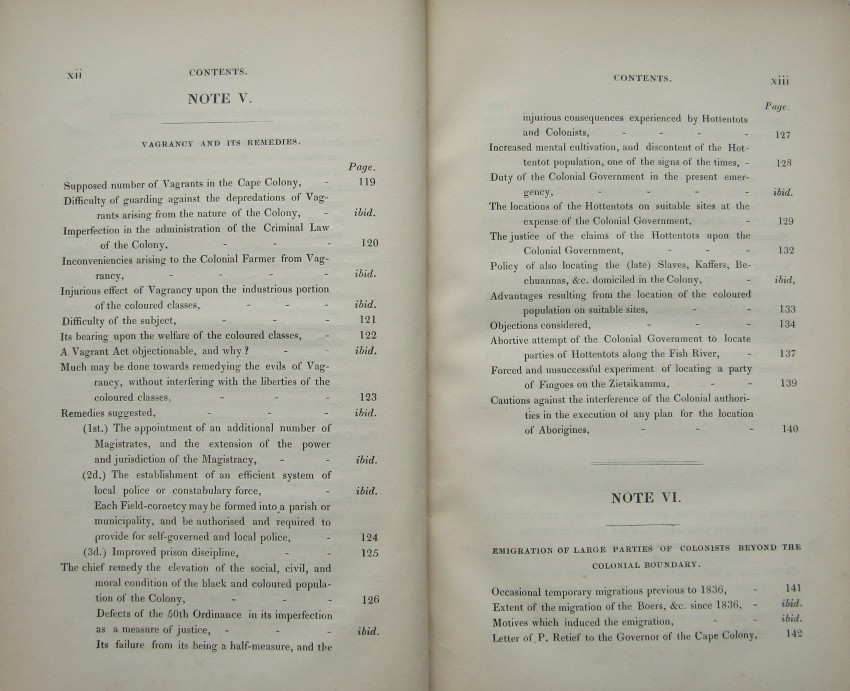 xii
CONTENTS.
NOTE V.
VAGRANCY AND ITS REMEDIES.
Page.
Supposed number of Vagrants in the Cape Colony, - 119
Difficulty of guarding against the depredations of Vag-
rants arising from the nature of the Colony, - ibid.
Imperfection in the administration of the Criminal Law
of the Colony, - - - 120
Inconveniencies arising to the Colonial Farmer from Vag-
rancy, - - - - ibid.
Injurious effect of Vagrancy upon the industrious portion
of the coloured classes, - - - ibid.
Difficulty of the subject, - - - 121
Its bearing upon the welfare of the coloured classes, - 122
A Vagrant Act objectionable, and why? - - ibid.
Much may be done towards remedying the evils of Vag-
rancy, without interfering with the liberties of the
coloured classes, - - - 123
Remedies suggested, - - - ibid.
(1st.) The appointment of an additional number of
Magistrates, and the extension of the power
and jurisdiction of the Magistracy, - - ibid.
(2d.) The establishment of an efficient system of
local police or constabulary force, - ibid.
Each Field-cornetcy may be formed into a parish or
municipality, and be authorised and required to
provide for self-governed and local police, - 124
(3d.) Improved prison discipline, - - 125
The chief remedy the elevation of the social, civil, and
moral condition of the black and coloured popula-
tion of the Colony, - - - 126
Defects of the 50th Ordinance in its imperfection
as a measure of justice, - - - ibid.
Its failure from its being a half-measure, and the
CONTENTS.
xiii
Page.
injurious consequences experienced by Hottentots
and Colonists, - - - - 127
Increased mental cultivation, and discontent of the Hot-
tentot population, one of the signs of the times, - 128
Duty of the Colonial Government in the present emer-
gency, - - - - ibid.
The locations of the Hottentots on suitable sites at the
expense of the Colonial Government, - 129
The justice of the claims of the Hottentots upon the
Colonial Government, - - - 132
Policy of also locating the (late) Slaves, Kaffers, Be-
chuannas, &c. domiciled in the Colony, - ibid,
Advantages resulting from the location of the coloured
population on suitable sites, - - 133
Objections considered, - - - 134
Abortive attempt of the Colonial Government to locate
parties of Hottentots along the Fish River, - 137
Forced and unsuccessful experiment of locating a party
of Fingoes on the Zietsikamma, - - 139
Cautions against the interference of the Colonial authori-
ties in the execution of any plan for the location
of Aborigines, - - - 140
NOTE VI.
EMIGRATION OF LARGE PARTIES OF COLONISTS BEYOND THE
COLONIAL BOUNDARY.
Occasional temporary migrations previous to 1836, - 141
Extent of the migration of the Boers, &c. since 1836, - ibid.
Motives which induced the emigration, - - ibid.
Letter of P. Retief to the Governor of the Cape Colony, 142